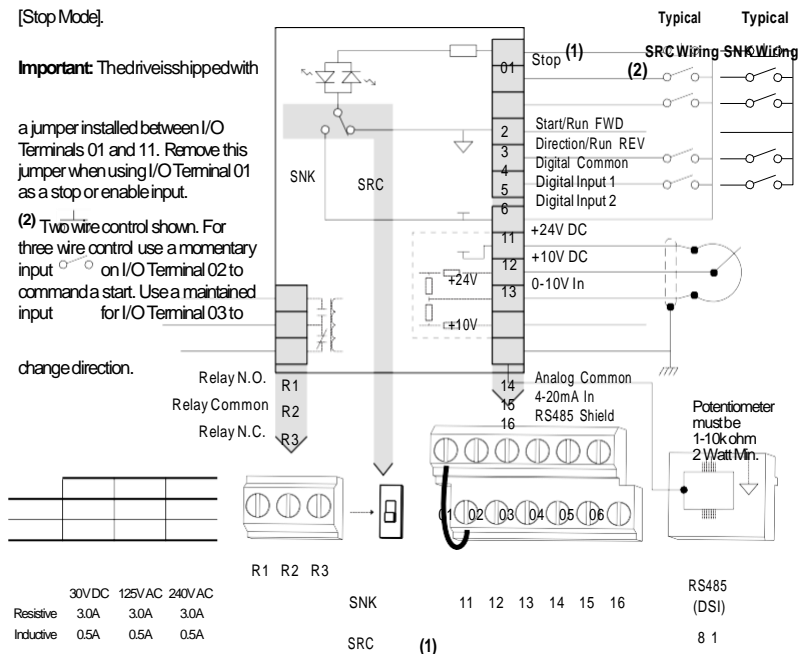 [Stop Mode].
Important: Thedriveisshippedwith
a jumper installed between I/O
Terminals 01 and 11. Remove this
jumper when using I/O Terminal 01
as a stop or enable input.
(2) Two wire control shown. For
three wire control use a momentary
input on I/O Terminal 02 to
command a start. Use a maintained
input for I/O Terminal 03 to
change direction.
Typical Typical
SRC Wiring SNK Wiring
01 Stop (1)
(2)
2 Start/Run FWD
3 Direction/Run REV
4 Digital Common
5 Digital Input 1
6 Digital Input 2
SNK
SRC
11 +24V DC
12 +10V DC
13 0-10V In
+24V
+10V
14 Analog Common
15 4-20mA In
16 RS485 Shield
Relay N.O. R1
Relay Common R2
Relay N.C. R3
Potentiometer
must be
1-10k ohm
2 Watt Min.
01 02 03 04 05 06
R1 R2 R3
30V DC 125V AC 240V AC
Resistive 3.0A 3.0A 3.0A
Inductive 0.5A 0.5A 0.5A
SNK
SRC
11 12 13 14 15 16
(1)
RS485
(DSI)
8 1